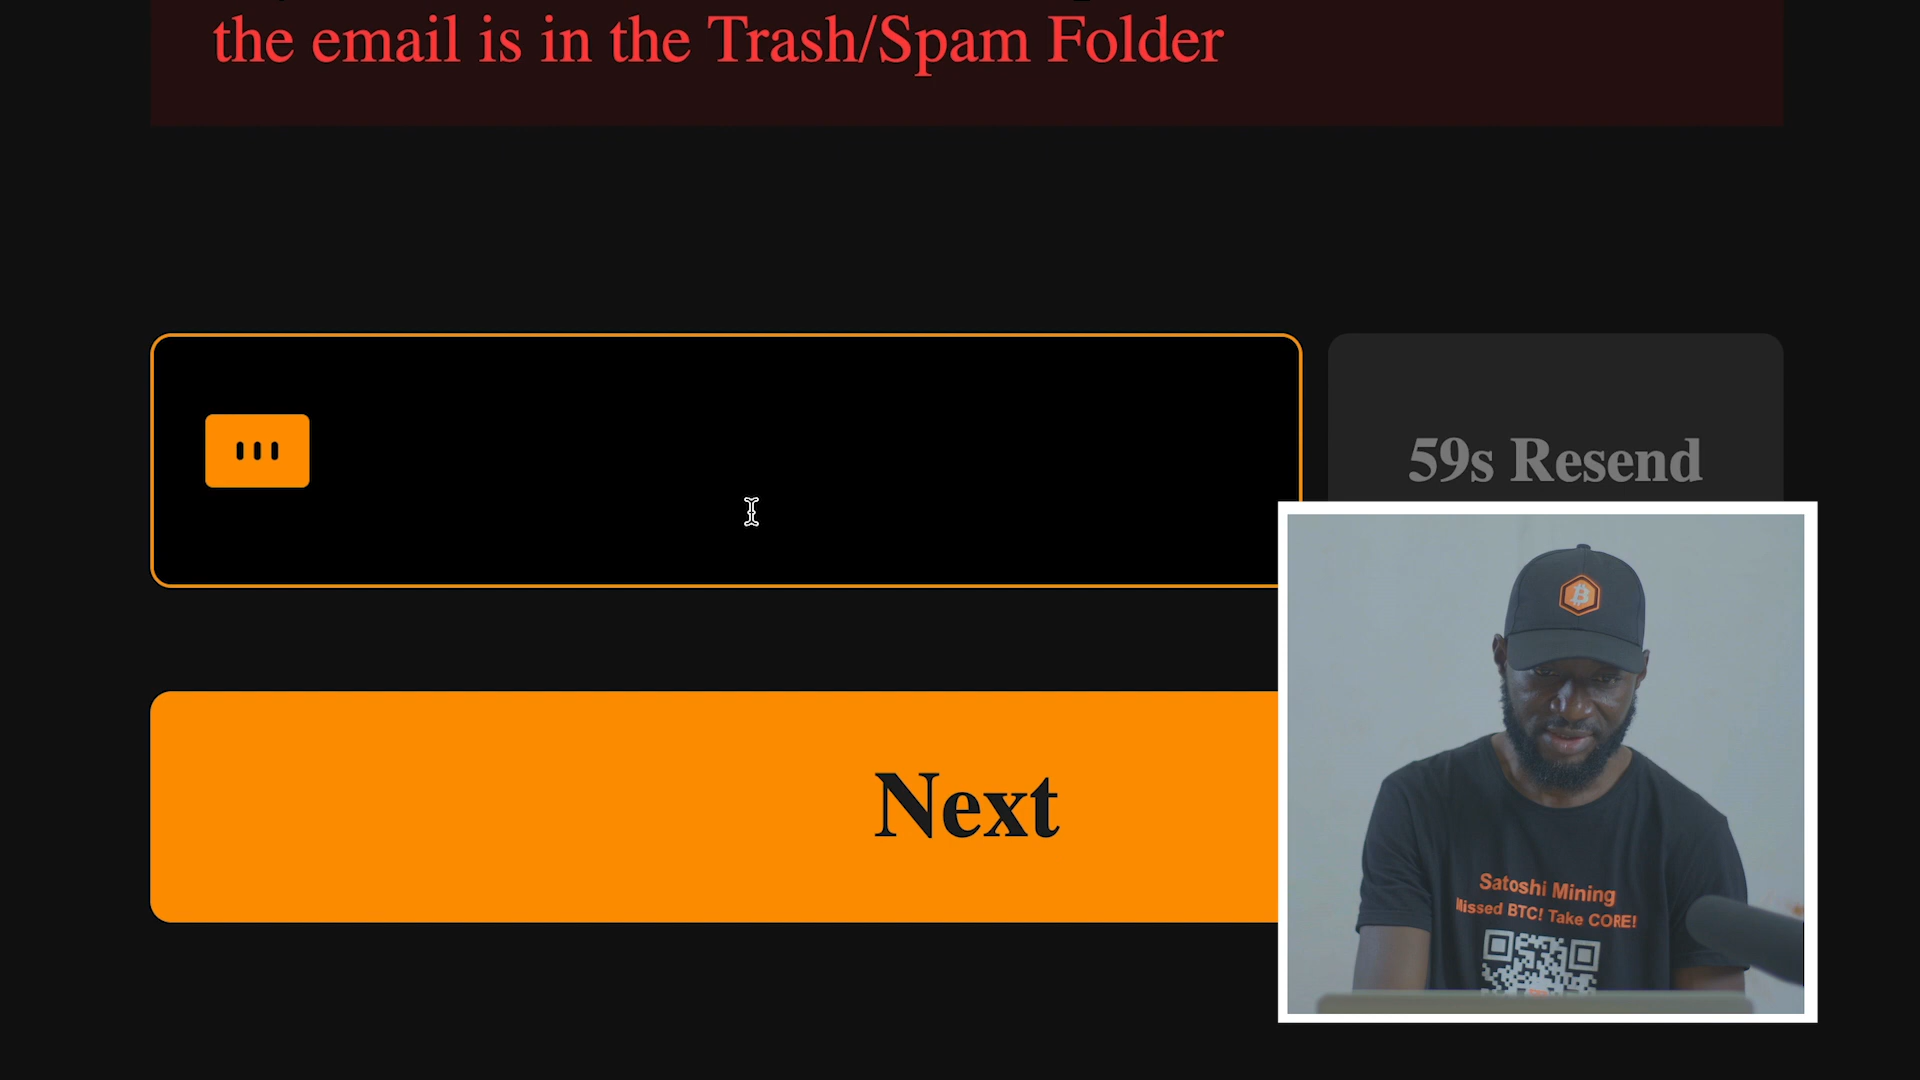 the email is in the Trash/Spam Folder
59s Resend
Next
Satoshi Mining
Missed BTC! Take CORE!